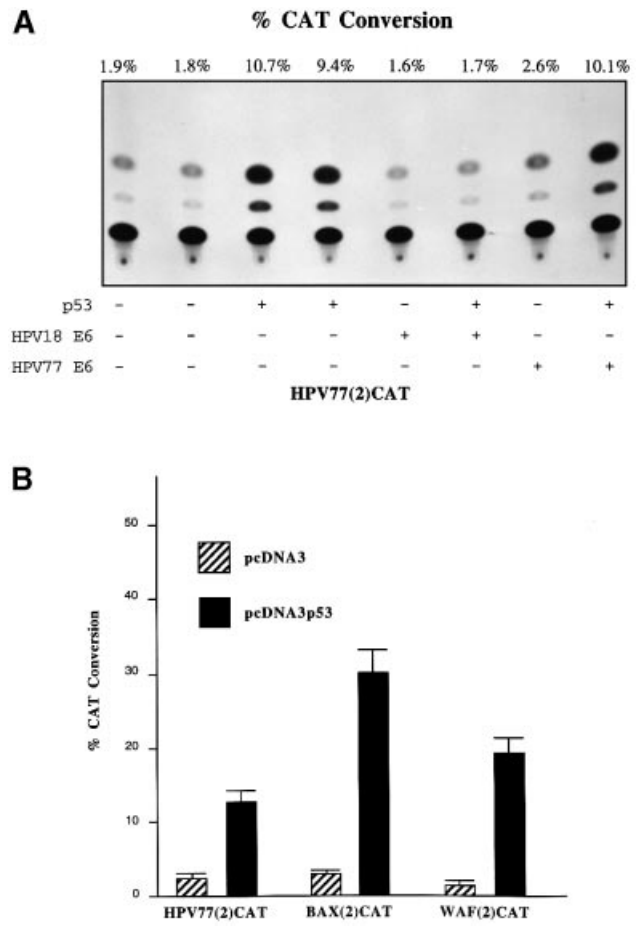 A
% CAT Conversion
1.9% 1.8% 10.7% 9.4% 1.6% 1.7% 2.6% 10.1%
p53 - - + + - + - +
HPV18 E6 - - - - + + - -
HPV77 E6 - - - - - - + +
HPV77(2)CAT
B
50
40
30
20
10
0
% CAT Conversion
pcDNA3
pcDNA3p53
HPV77(2)CAT BAX(2)CAT WAF(2)CAT